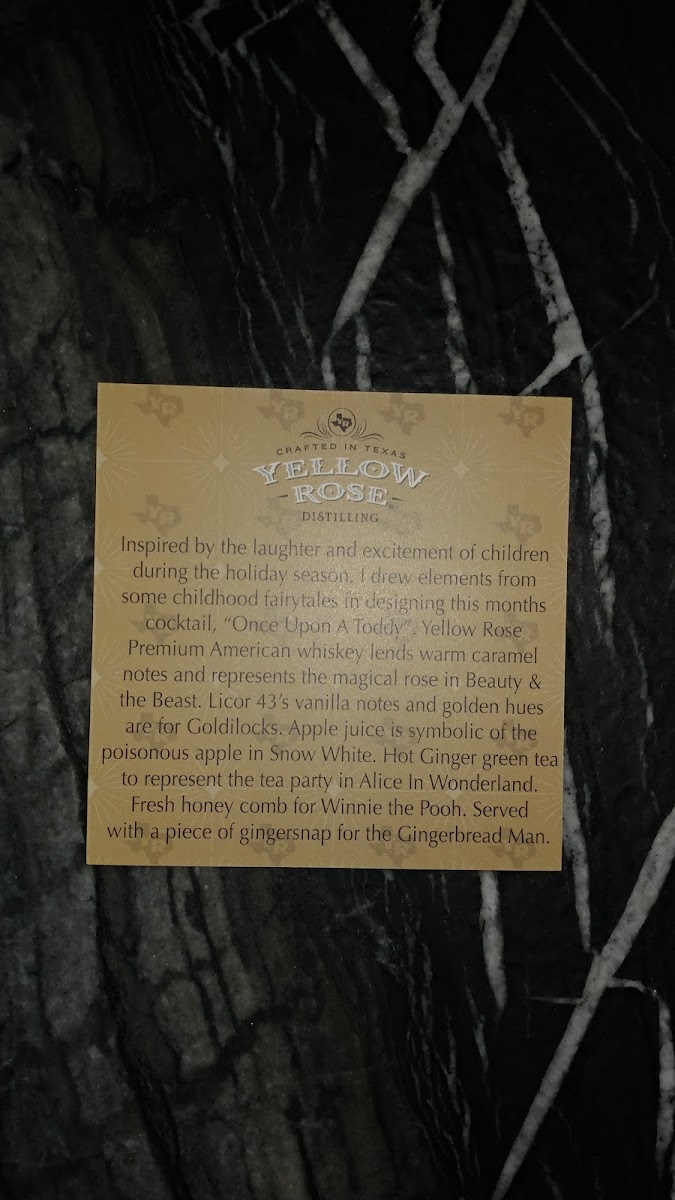 YR
CRAFTED IN TEXAS
YELLOW
ROSE
DISTILLING
Inspired by the laughter and excitement of children
during the holiday season, I drew elements from
some childhood fairytales in designing this months
cocktail, "Once Upon A Toddy". Yellow Rose
Premium American whiskey lends warm caramel
notes and represents the magical rose in Beauty &
the Beast. Licor 43's vanilla notes and golden hues
are for Goldilocks. Apple juice is symbolic of the
poisonous apple in Snow White. Hot Ginger green tea
to represent the tea party in Alice In Wonderland.
Fresh honey comb for Winnie the Pooh. Served
with a piece of gingersnap for the Gingerbread Man.